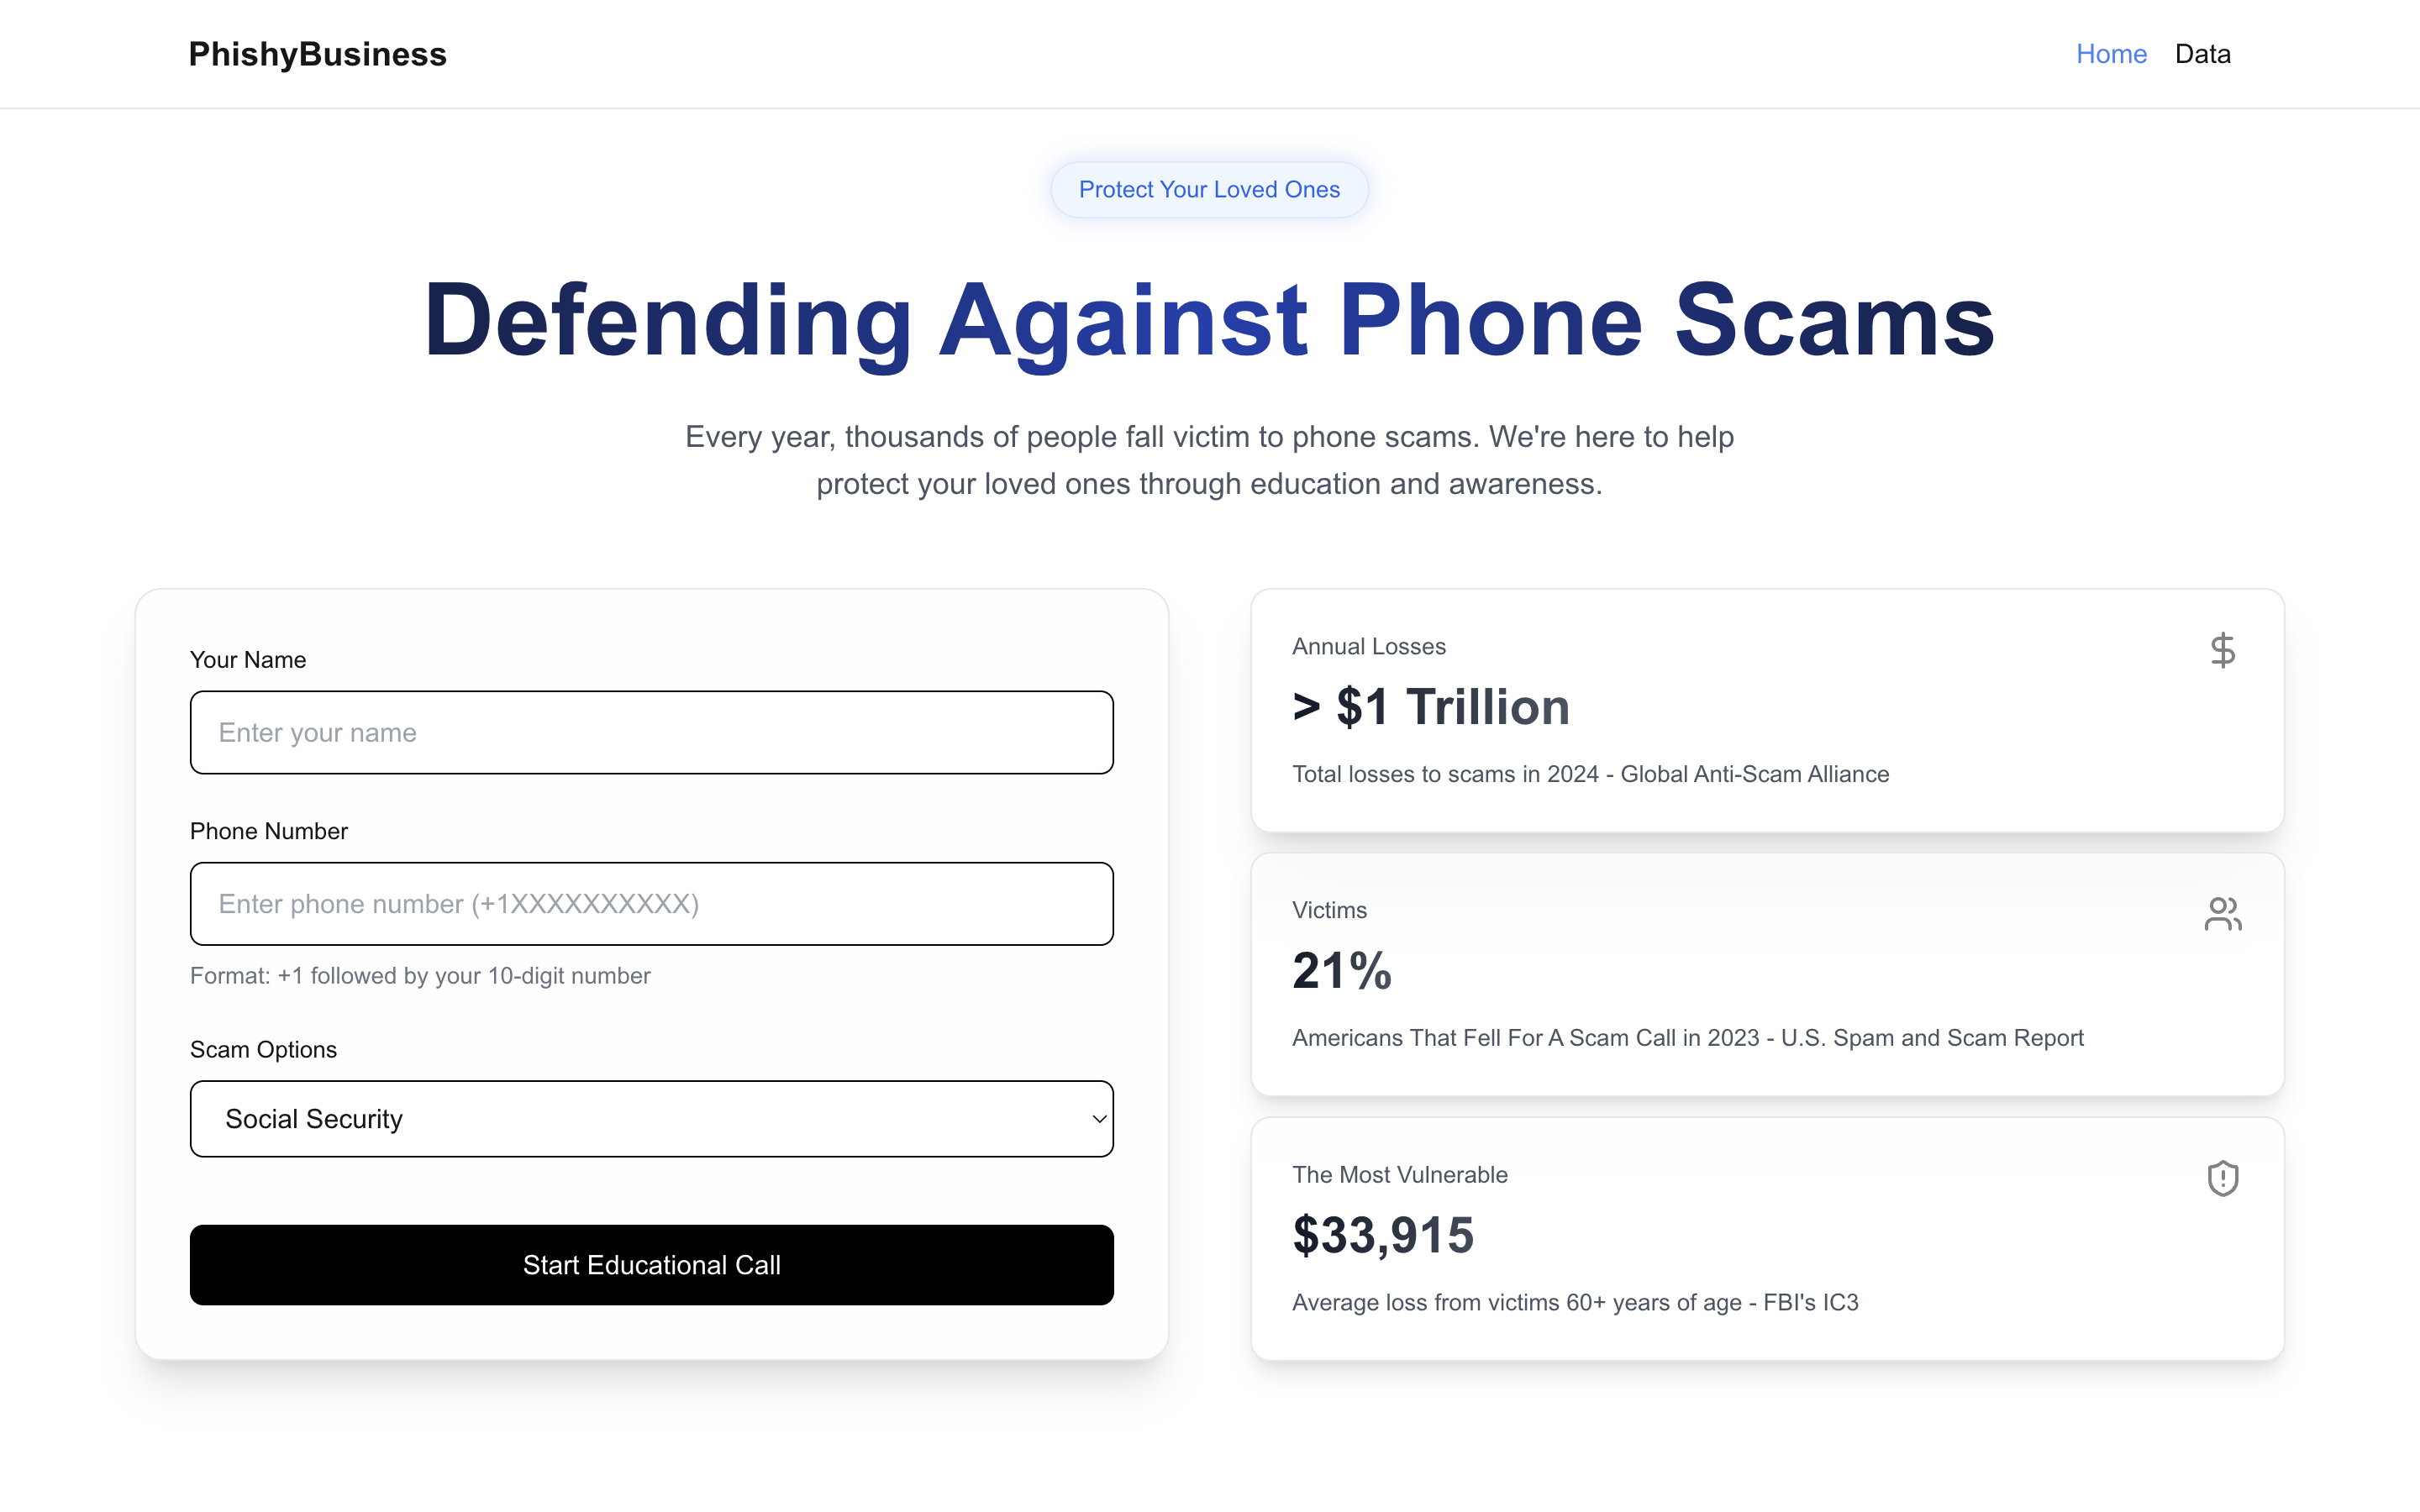 PhishyBusiness
Home
Data
Protect Your Loved Ones
Defending Against Phone Scams
Every year, thousands of people fall victim to phone scams. We're here to help
protect your loved ones through education and awareness.
Your Name
Enter your name
Phone Number
Enter phone number (+1XXXXXXXXXX)
Format: +1 followed by your 10-digit number
Scam Options
Social Security
Start Educational Call
Annual Losses
> $1 Trillion
Total losses to scams in 2024 - Global Anti-Scam Alliance
Victims
21%
Americans That Fell For A Scam Call in 2023 - U.S. Spam and Scam Report
The Most Vulnerable
$33,915
Average loss from victims 60+ years of age - FBI's IC3